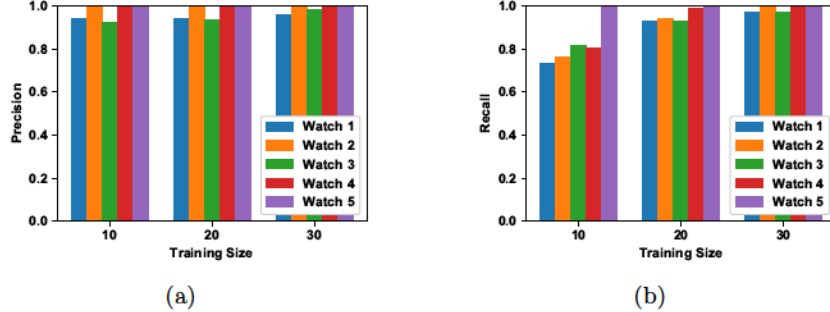 1.0
0.8
0.6
0.4
0.2
0.0
Precision
Watch 1
Watch 2
Watch 3
Watch 4
Watch 5
10 20 30
Training Size
(a)
1.0
0.8
0.6
0.4
0.2
0.0
Recall
Watch 1
Watch 2
Watch 3
Watch 4
Watch 5
10 20 30
Training Size
(b)